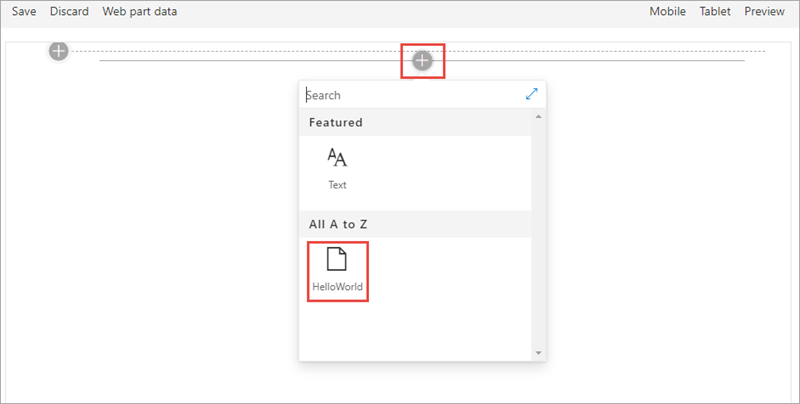 Save Discard Web part data Mobile Tablet Preview
Search
Featured
Text
All A to Z
HelloWorld